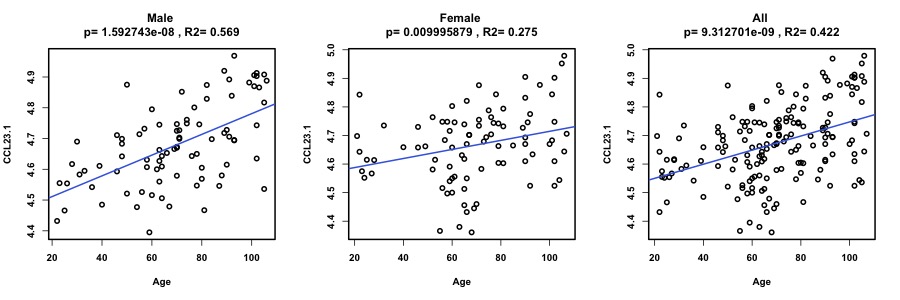 Male
p= 1.592743e-08 , R2= 0.569
CCL23.1
4.9
4.8
4.7
4.6
4.5
4.4
20 40 60 80 100
Age
Female
p= 0.009995879 , R2= 0.275
CCL23.1
5.0
4.9
4.8
4.7
4.6
4.5
4.4
20 40 60 80 100
Age
All
p= 9.312701e-09 , R2= 0.422
CCL23.1
5.0
4.9
4.8
4.7
4.6
4.5
4.4
20 40 60 80 100
Age